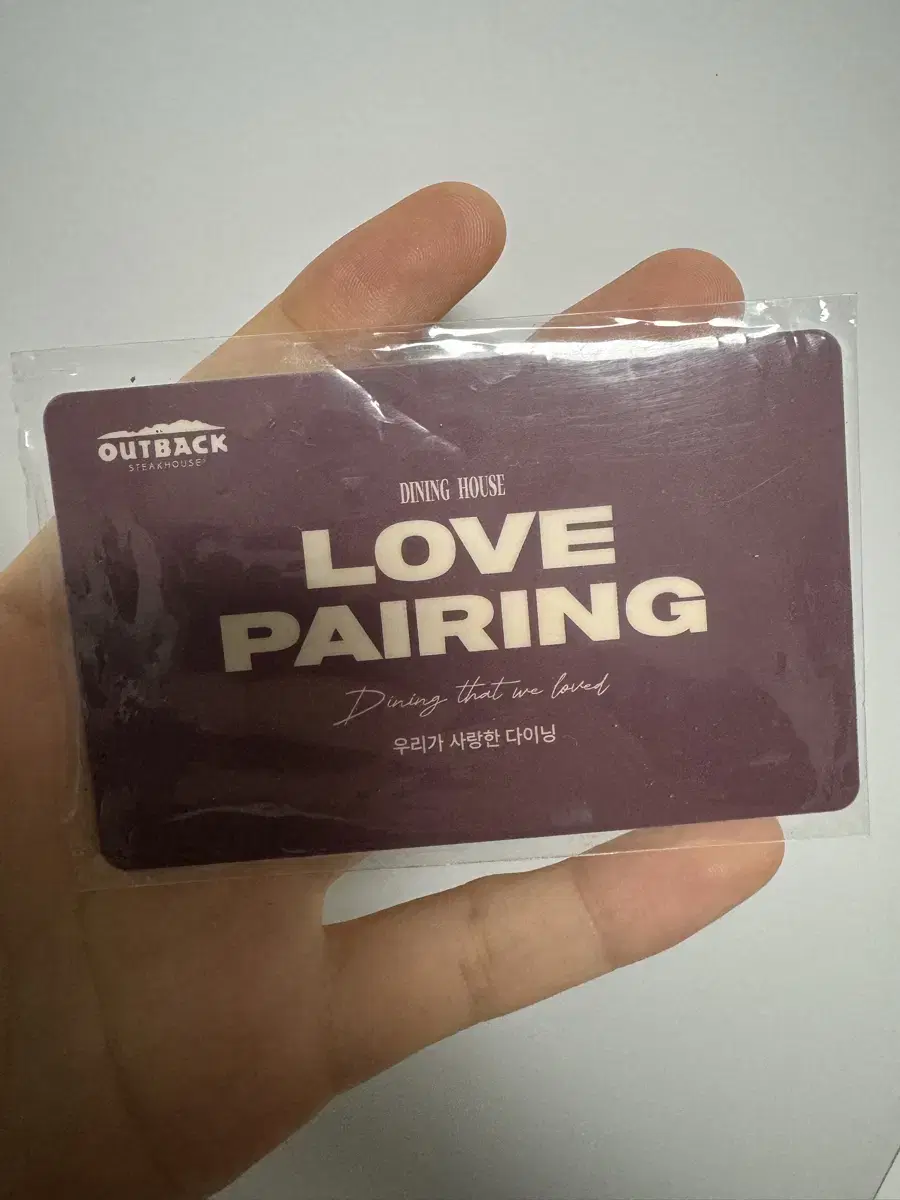 OUTBACK
STEAKHOUSE®
DINING HOUSE
LOVE
PAIRING
Dining that we loved
우리가 사랑한 다이닝